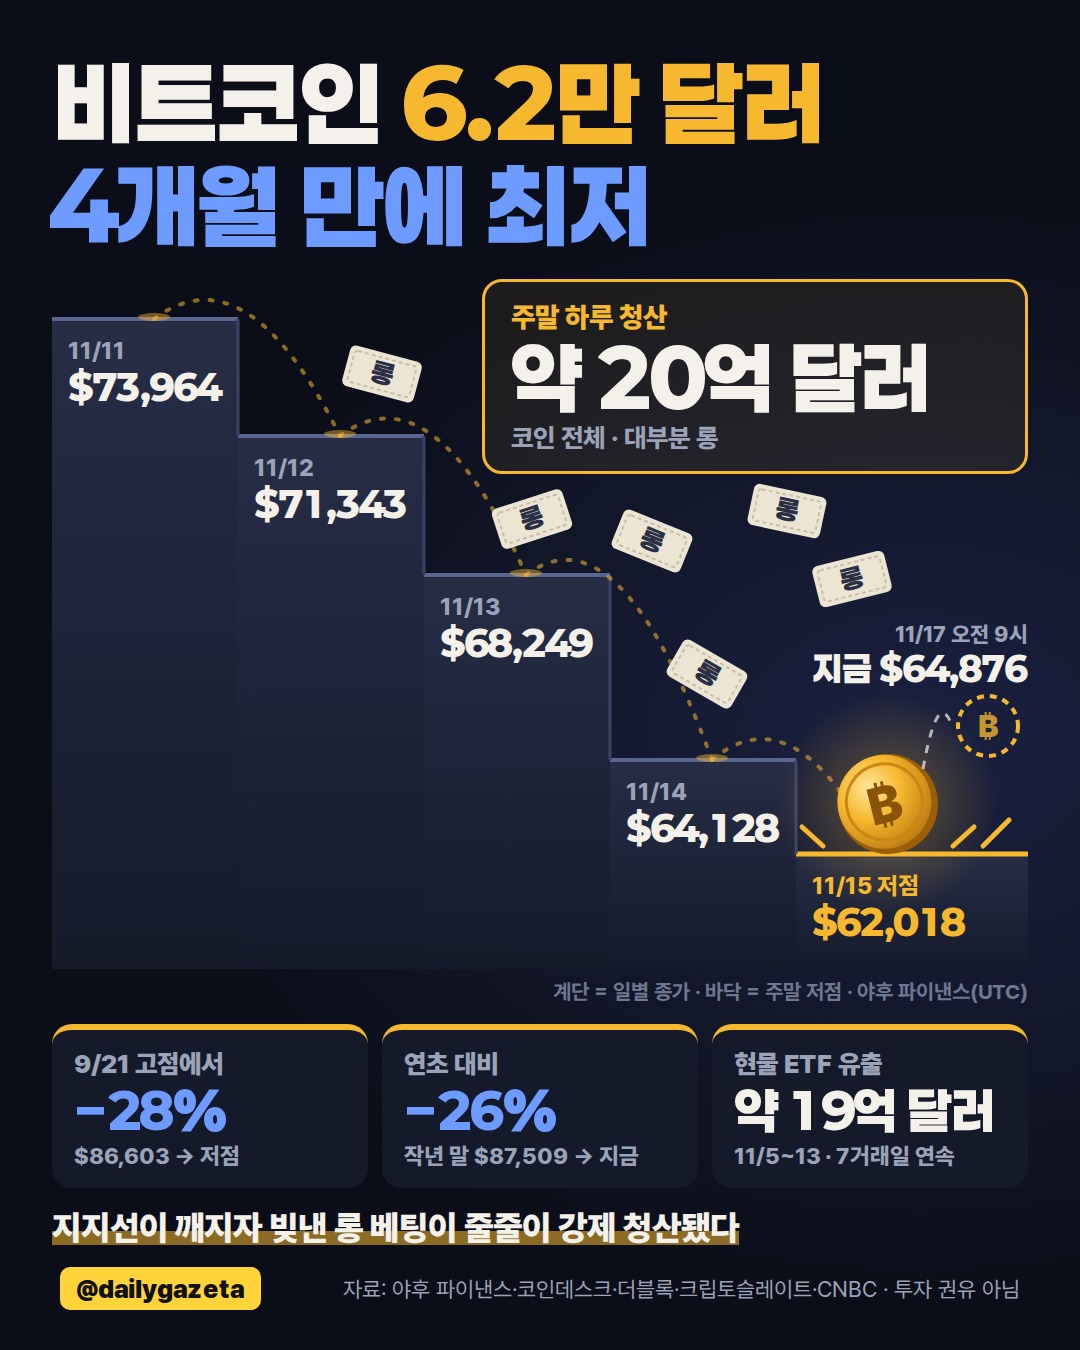 비트코인 6.2만 달러
4개월 만에 최저
주말 하루 청산
약 20억 달러
코인 전체 · 대부분 롱
11/11
$73,964
롱
11/12
$71,343
롱
롱
롱
롱
11/13
$68,249
롱
11/17 오전 9시
지금 $64,876
₿
₿
11/14
$64,128
11/15 저점
$62,018
계단 = 일별 종가 · 바닥 = 주말 저점 · 야후 파이낸스(UTC)
9/21 고점에서
−28%
$86,603 → 저점
연초 대비
−26%
작년 말 $87,509 → 지금
현물 ETF 유출
약 19억 달러
11/5~13 · 7거래일 연속
지지선이 깨지자 빚낸 롱 베팅이 줄줄이 강제 청산됐다
@dailygazeta
자료: 야후 파이낸스·코인데스크·더블록·크립토슬레이트·CNBC · 투자 권유 아님